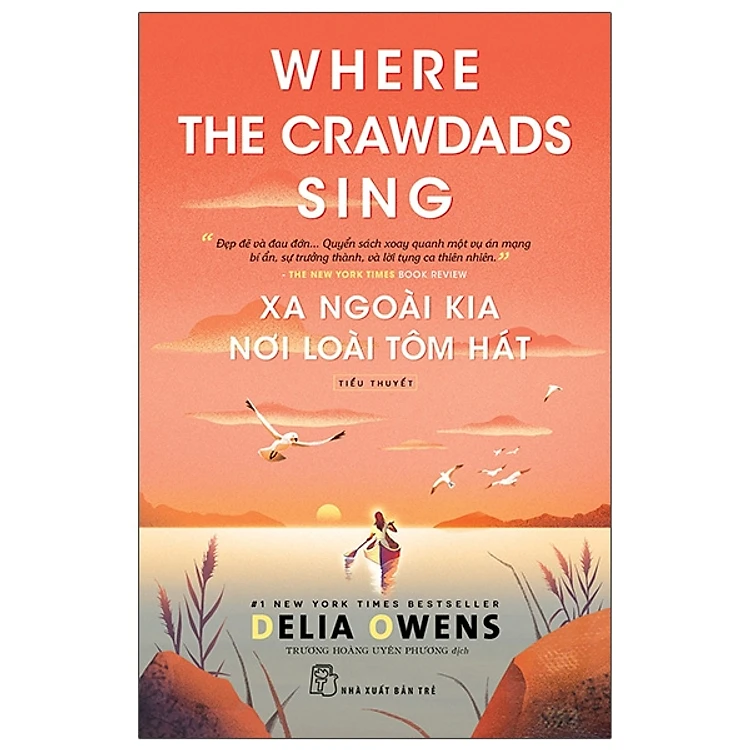 WHERE
THE CRAWDADS
SING
“Đẹp đẽ và đau đớn... Quyển sách xoay quanh một vụ án mạng
bí ẩn, sự trưởng thành, và lời tụng ca thiên nhiên.”
- THE NEW YORK TIMES BOOK REVIEW
XA NGOÀI KIA
NƠI LOÀI TÔM HÁT
TIỂU THUYẾT
#1 NEW YORK TIMES BESTSELLER
DELIA OWENS
TRƯƠNG HOÀNG UYÊN PHƯƠNG dịch
NHÀ XUẤT BẢN TRẺ